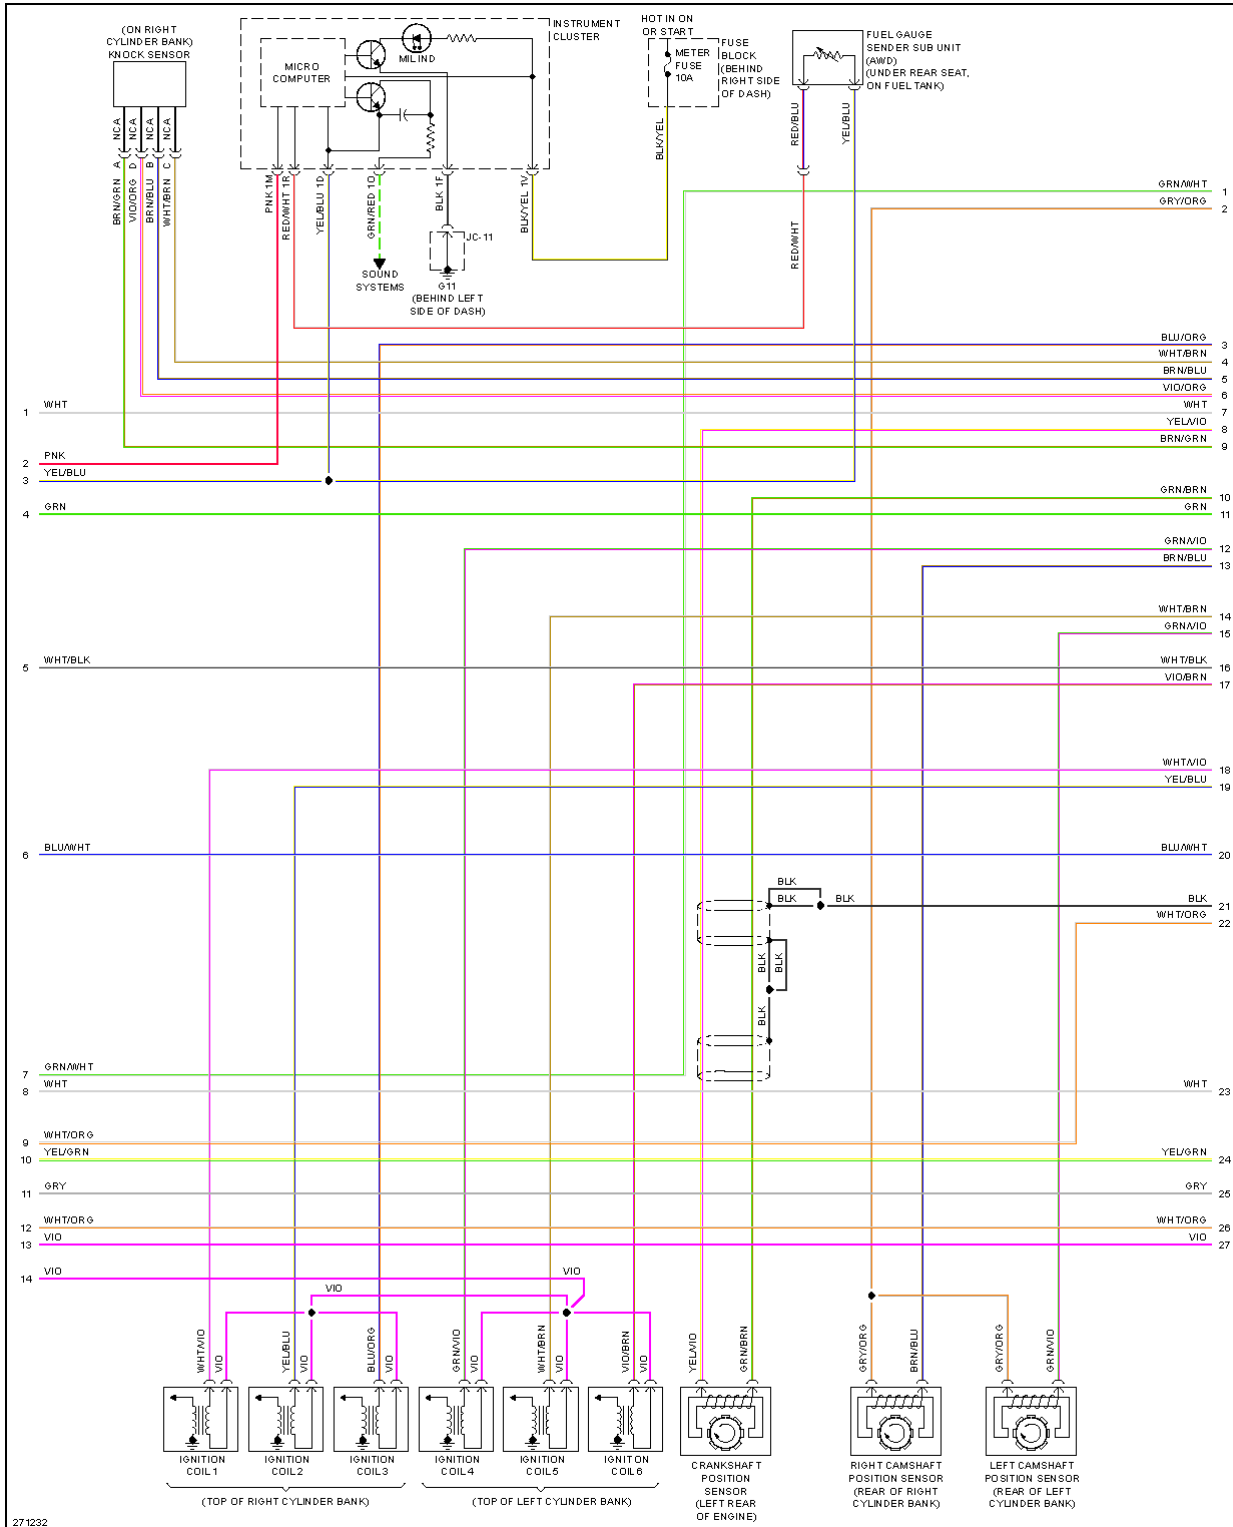 (ON RIGHT
CYLINDER BANK)
KNOCK SENSOR
INSTRUMENT
CLUSTER
MICRO
COMPUTER
MIL IND
HOT IN ON
OR START
METER
FUSE
10A
FUSE
BLOCK
(BEHIND
RIGHT SIDE
OF DASH)
FUEL GAUGE
SENDER SUB UNIT
(AWD)
(UNDER REAR SEAT,
ON FUEL TANK)
NCA
NCA
NCA
NCA
A
D
B
C
BRN/GRN
VIO/ORG
BRN/BLU
WHT/BRN
PNK 1M
RED/WHT 1R
YEL/BLU 1D
GRN/RED 1O
BLK 1F
BLK/YEL 1V
BLK/YEL
RED/BLU
YEL/BLU
RED/WHT
JC-11
SOUND
SYSTEMS
G11
(BEHIND LEFT
SIDE OF DASH)
GRN/WHT 1
GRY/ORG 2
BLU/ORG 3
WHT/BRN 4
BRN/BLU 5
VIO/ORG 6
1 WHT
WHT 7
YEL/VIO 8
BRN/GRN 9
2 PNK
3 YEL/BLU
GRN/BRN 10
4 GRN
GRN 11
GRN/VIO 12
BRN/BLU 13
WHT/BRN 14
GRN/VIO 15
5 WHT/BLK
WHT/BLK 16
VIO/BRN 17
WHT/VIO 18
YEL/BLU 19
6 BLU/WHT
BLU/WHT 20
BLK
BLK
BLK
BLK 21
WHT/ORG 22
BLK
BLK
BLK
7 GRN/WHT
8 WHT
WHT 23
9 WHT/ORG
10 YEL/GRN
YEL/GRN 24
11 GRY
GRY 25
12 WHT/ORG
WHT/ORG 26
13 VIO
VIO 27
14 VIO
VIO
VIO
WHT/VIO
VIO
YEL/BLU
VIO
BLU/ORG
VIO
GRN/VIO
VIO
WHT/BRN
VIO
VIO/BRN
VIO
YEL/VIO
GRN/BRN
GRY/ORG
BRN/BLU
GRY/ORG
GRN/VIO
IGNITION
COIL 1
IGNITION
COIL 2
IGNITION
COIL 3
IGNITION
COIL 4
IGNITION
COIL 5
IGNITON
COIL 6
(TOP OF RIGHT CYLINDER BANK)
(TOP OF LEFT CYLINDER BANK)
CRANKSHAFT
POSITION
SENSOR
(LEFT REAR
OF ENGINE)
RIGHT CAMSHAFT
POSITION SENSOR
(REAR OF RIGHT
CYLINDER BANK)
LEFT CAMSHAFT
POSITION SENSOR
(REAR OF LEFT
CYLINDER BANK)
271232